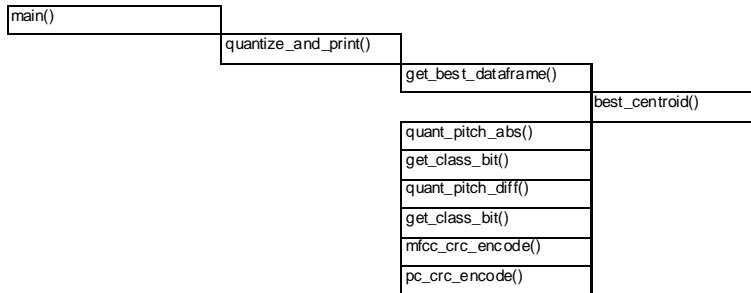 main()
quantize_and_print()
get_best_dataframe()
best_centroid()
quant_pitch_abs()
get_class_bit()
quant_pitch_diff()
get_class_bit()
mfcc_crc_encode()
pc_crc_encode()